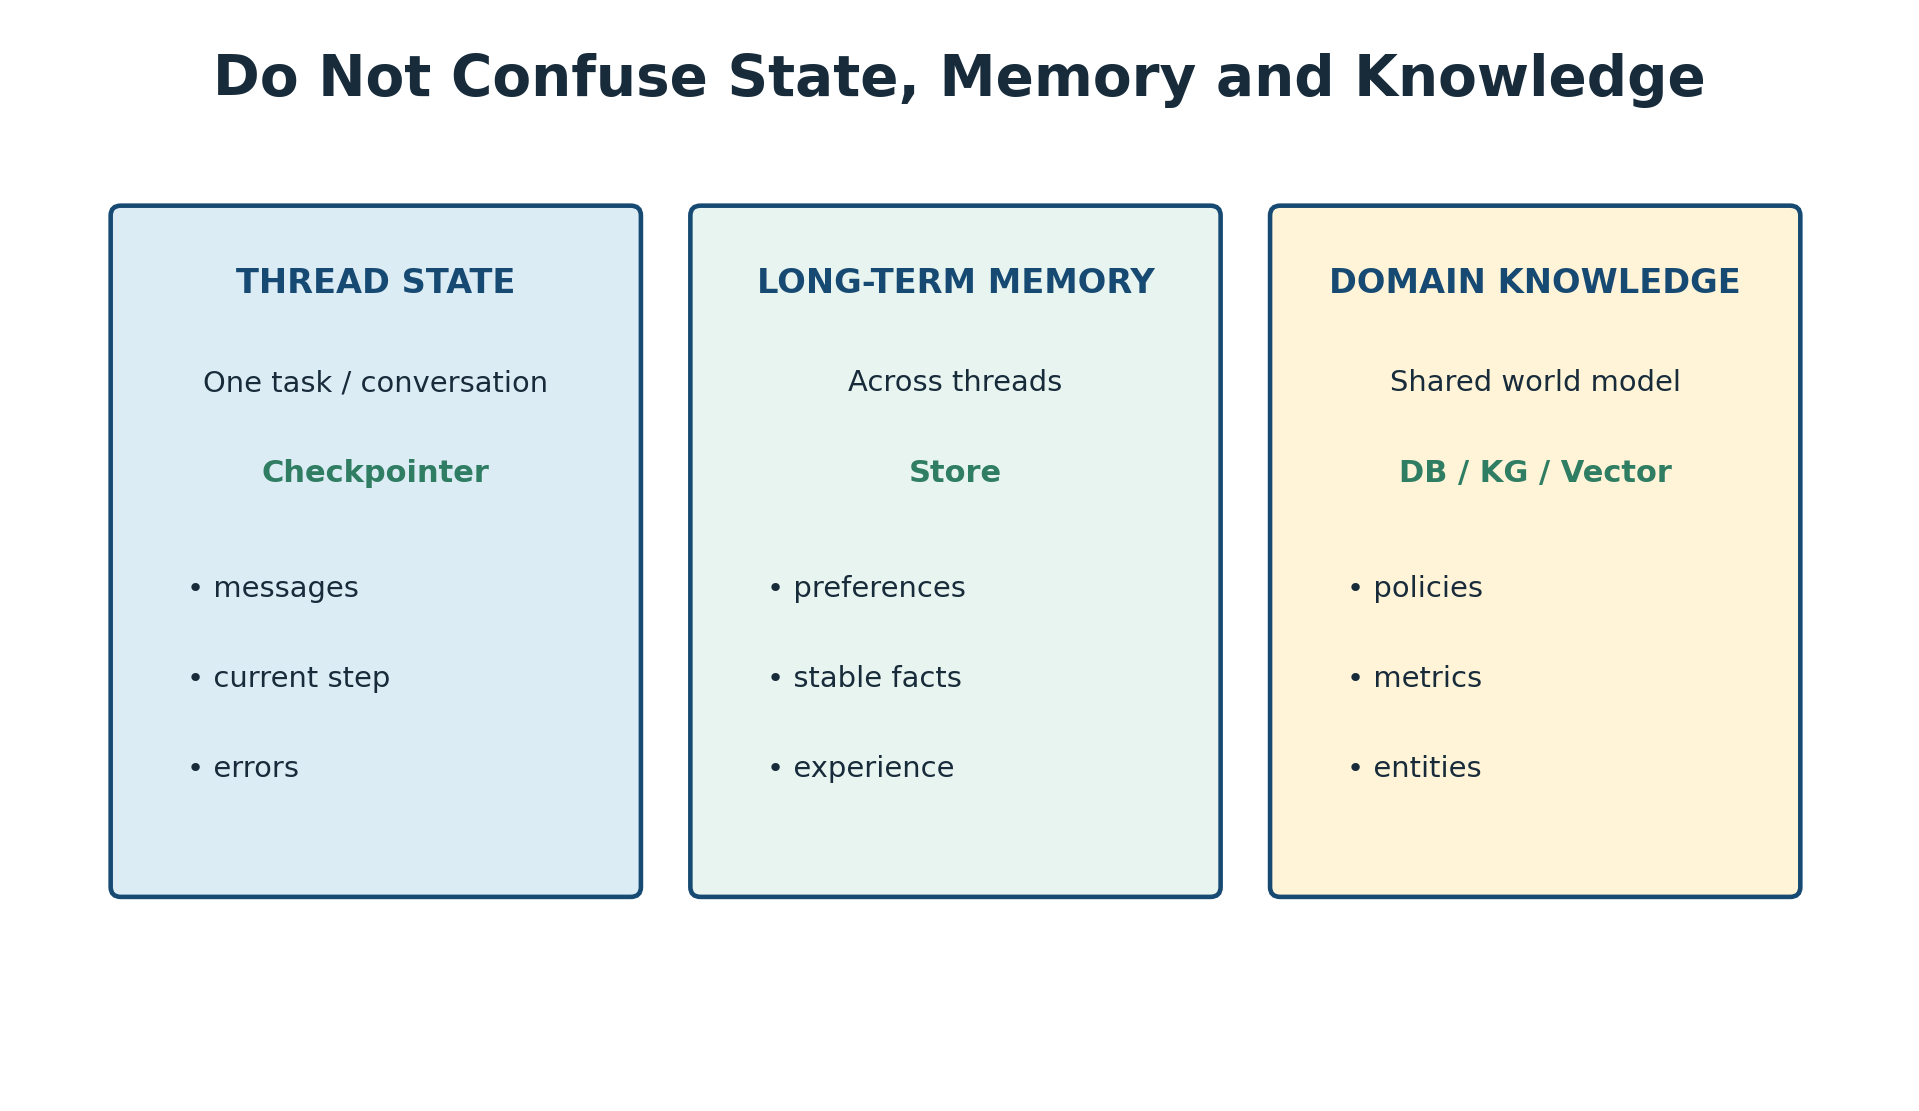 Do Not Confuse State, Memory and Knowledge
THREAD STATE
One task / conversation
Checkpointer
• messages
• current step
• errors
LONG-TERM MEMORY
Across threads
Store
• preferences
• stable facts
• experience
DOMAIN KNOWLEDGE
Shared world model
DB / KG / Vector
• policies
• metrics
• entities